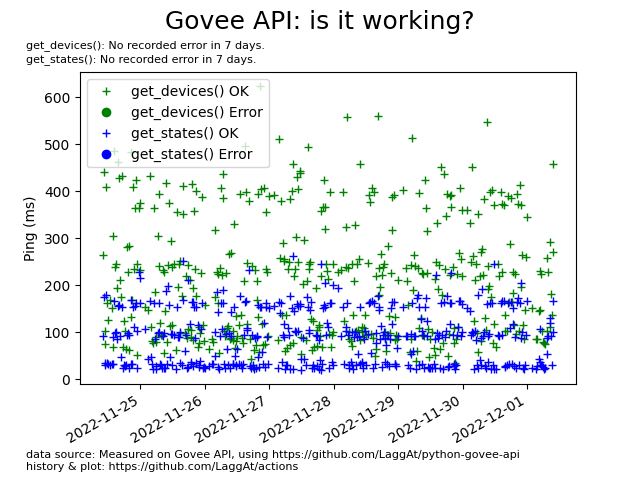 Govee API: is it working?
get_devices(): No recorded error in 7 days.
get_states(): No recorded error in 7 days.
get_devices() OK
get_devices() Error
get_states() OK
get_states() Error
Ping (ms)
600
500
400
300
200
100
0
2022-11-25
2022-11-26
2022-11-27
2022-11-28
2022-11-29
2022-11-30
2022-12-01
data source: Measured on Govee API, using https://github.com/LaggAt/python-govee-api
history & plot: https://github.com/LaggAt/actions